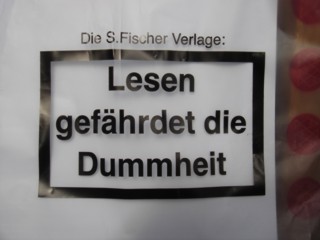 Die S.Fischer Verlage:
Lesen
gefährdet die
Dummheit